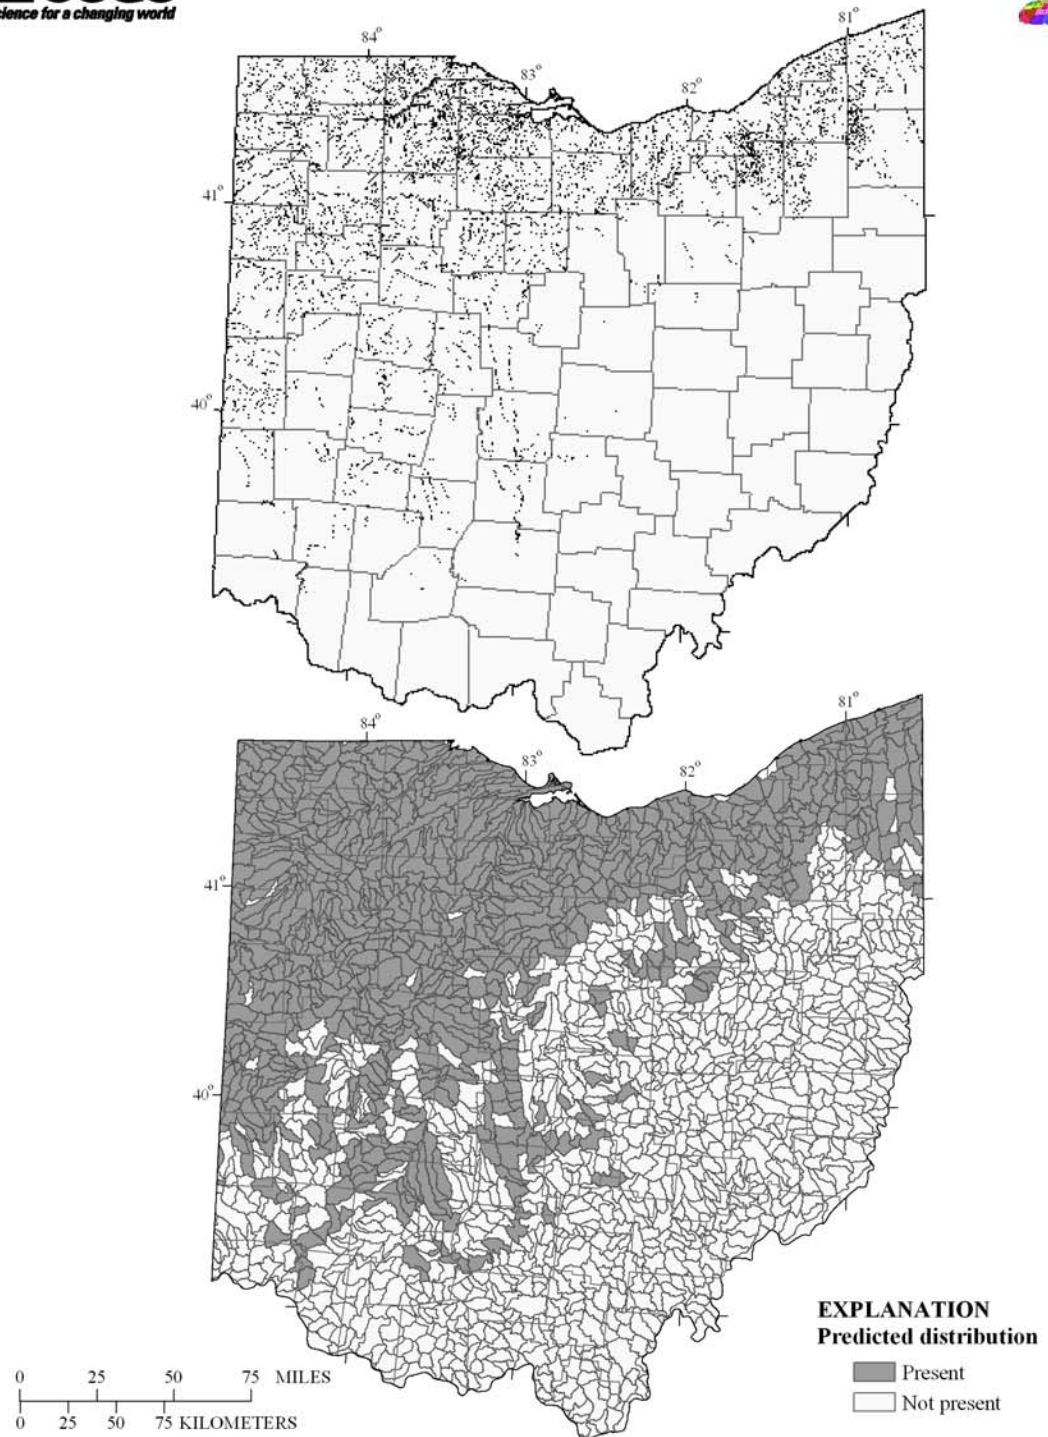 science for a changing world
84°
83°
82°
81°
41°
40°
84°
83°
82°
81°
41°
40°
EXPLANATION
Predicted distribution
Present
Not present
0 25 50 75 MILES
0 25 50 75 KILOMETERS